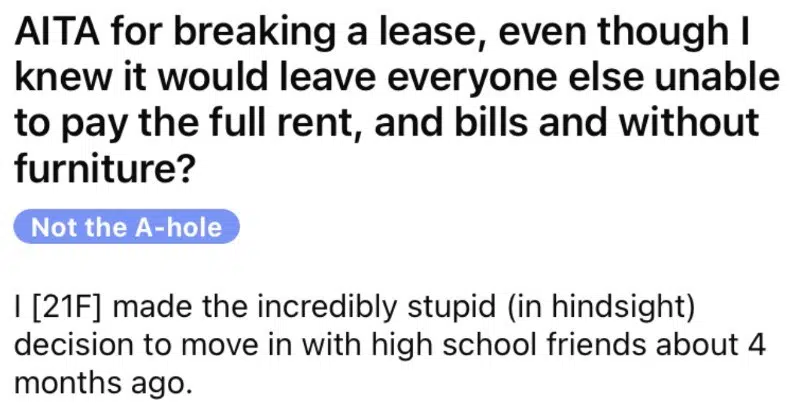 AITA for breaking a lease, even though I
knew it would leave everyone else unable
to pay the full rent, and bills and without
furniture?
Not the A-hole
I [21F] made the incredibly stupid (in hindsight)
decision to move in with high school friends about 4
months ago.